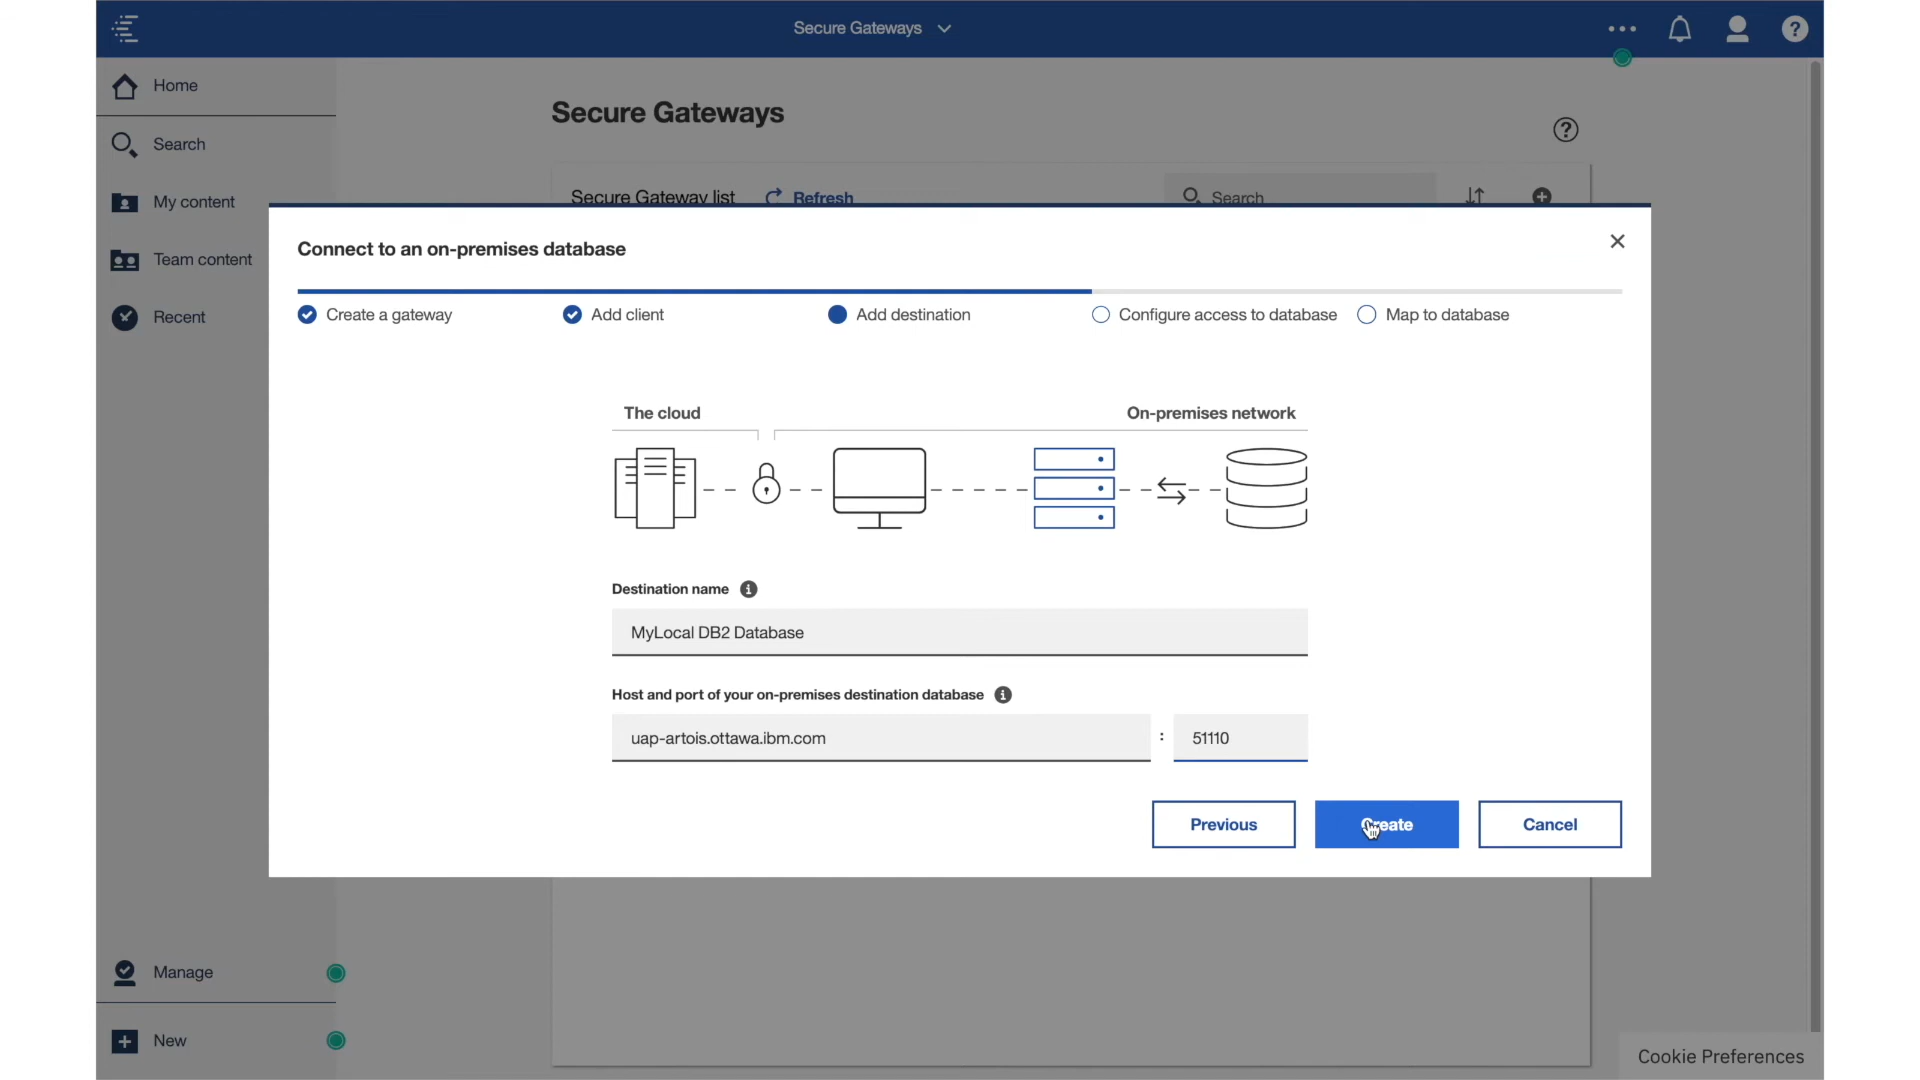 Secure Gateways
Home
Secure Gateways
Search
Secure Gateway list
Refresh
Search
My content
Connect to an on-premises database
Team content
Recent
Create a gateway
Add client
Add destination
Configure access to database
Map to database
The cloud
On-premises network
Destination name
MyLocal DB2 Database
Host and port of your on-premises destination database
uap-artois.ottawa.ibm.com : 51110
Previous
Create
Cancel
Manage
New
Cookie Preferences